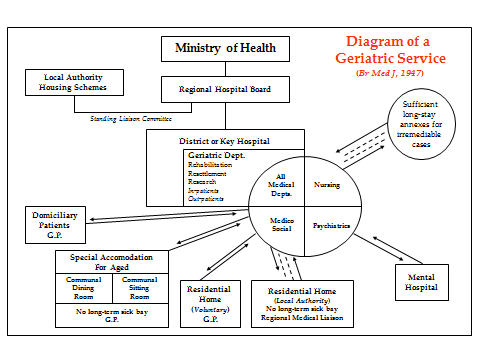 Ministry of Health
Diagram of a
Geriatric Service
(Br Med J, 1947)
Local Authority
Housing Schemes
Regional Hospital Board
Standing Liaison Committee
Sufficient
long-stay
annexes for
irremediable
cases
District or Key Hospital
Geriatric Dept.
Rehabilitation
Resettlement
Research
In-patients
Out-patients
All
Medical
Depts.
Nursing
Medico
Social
Psychiatrics
Domiciliary
Patients
G.P.
Special Accomodation
For Aged
Communal
Dining
Room
Communal
Sitting
Room
No long-term sick bay
G.P.
Residential
Home
(Voluntary)
G.P.
Residential Home
(Local Authority)
No long-term sick bay
Regional Medical Liaison
Mental
Hospital